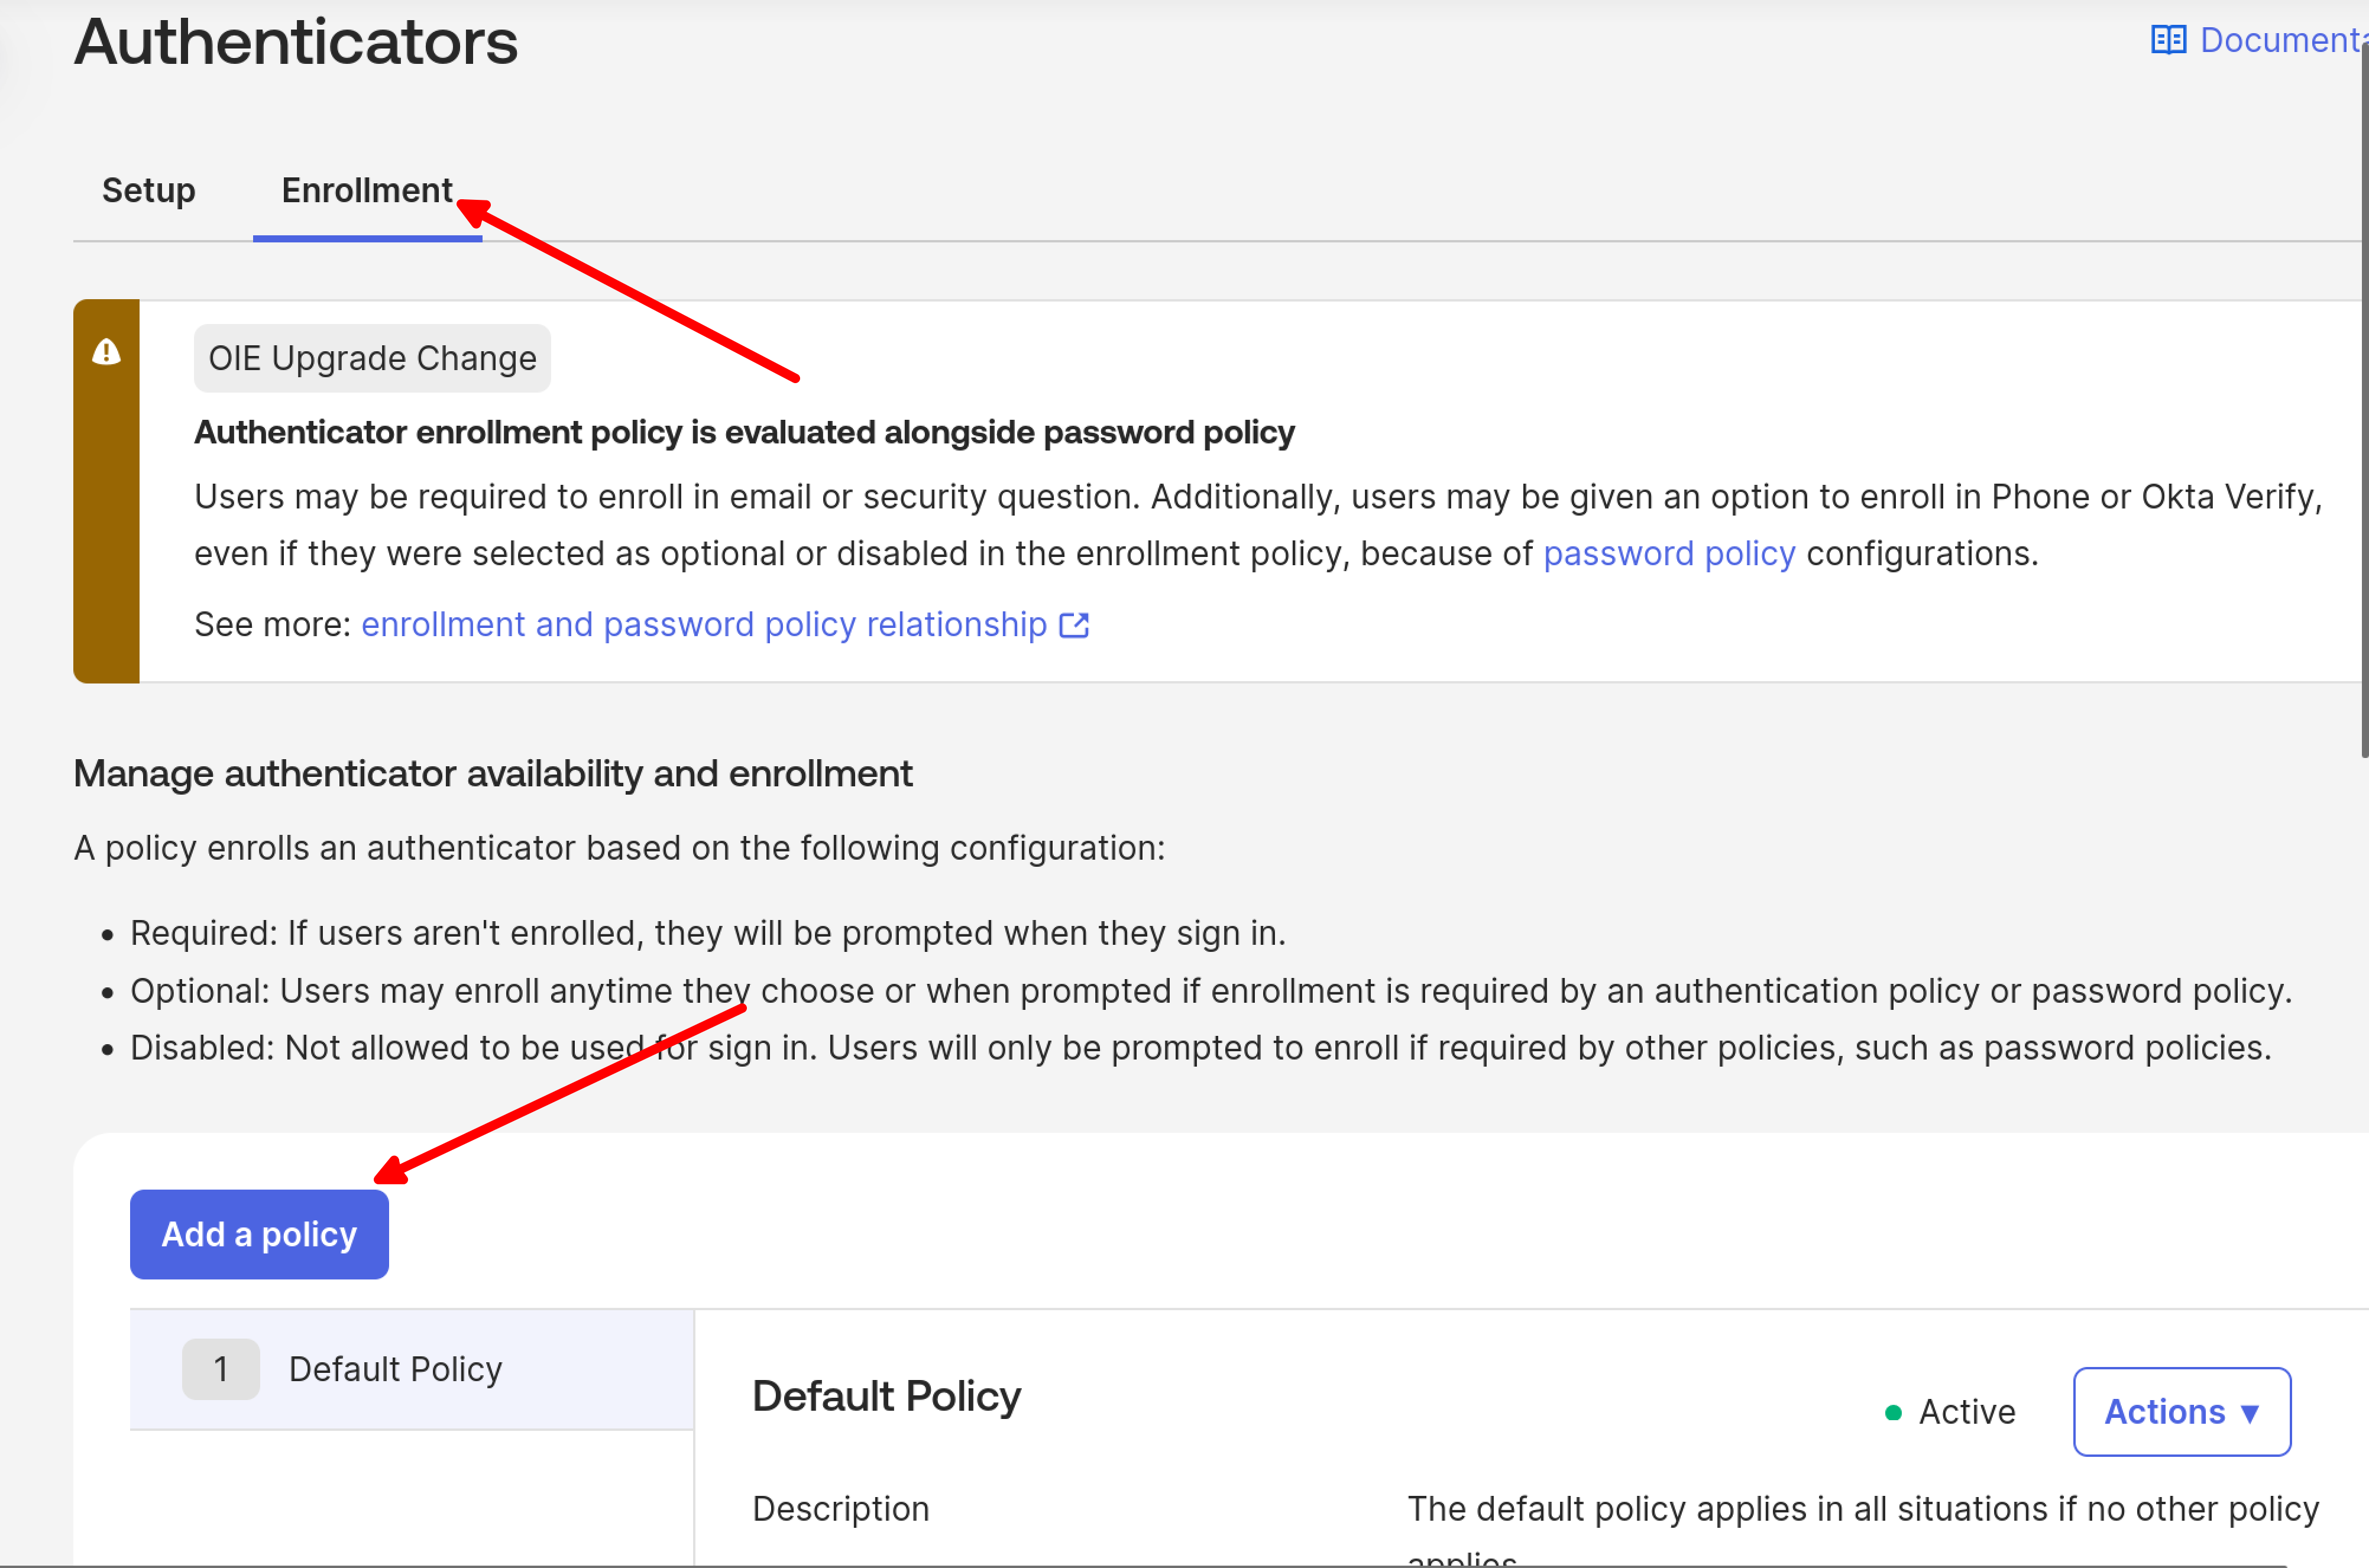 Authenticators
Document
Setup
Enrollment
OIE Upgrade Change
Authenticator enrollment policy is evaluated alongside password policy
Users may be required to enroll in email or security question. Additionally, users may be given an option to enroll in Phone or Okta Verify,
even if they were selected as optional or disabled in the enrollment policy, because of password policy configurations.
See more: enrollment and password policy relationship
Manage authenticator availability and enrollment
A policy enrolls an authenticator based on the following configuration:
• Required: If users aren't enrolled, they will be prompted when they sign in.
• Optional: Users may enroll anytime they choose or when prompted if enrollment is required by an authentication policy or password policy.
• Disabled: Not allowed to be used for sign in. Users will only be prompted to enroll if required by other policies, such as password policies.
Add a policy
1 Default Policy
Default Policy
Active
Actions ▼
Description
The default policy applies in all situations if no other policy
applies